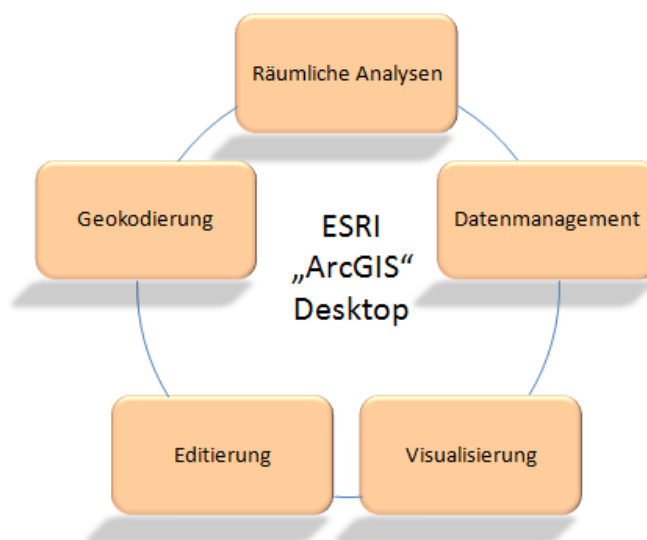 Räumliche Analysen
Geokodierung
ESRI
„ArcGIS“
Desktop
Datenmanagement
Editierung
Visualisierung